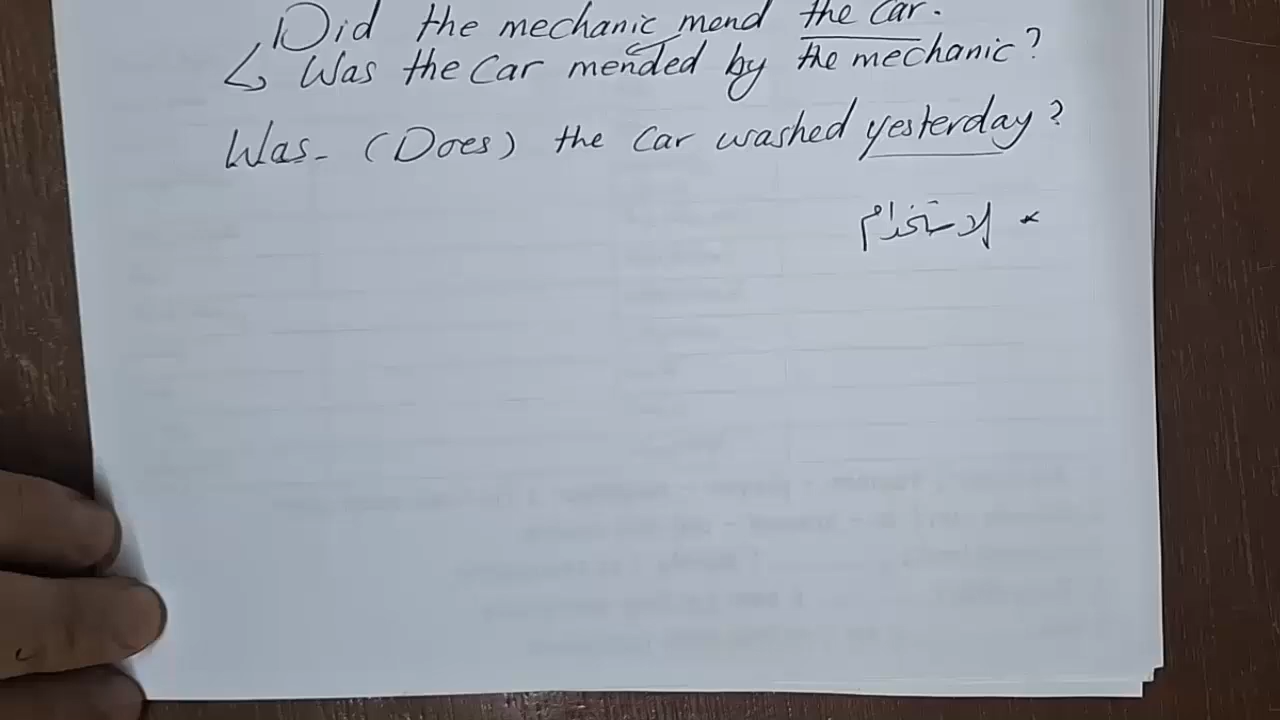 Did the mechanic mend the car.
Was the Car mended by the mechanic?
Was- (Does) the car washed yesterday?
* لاستخدام